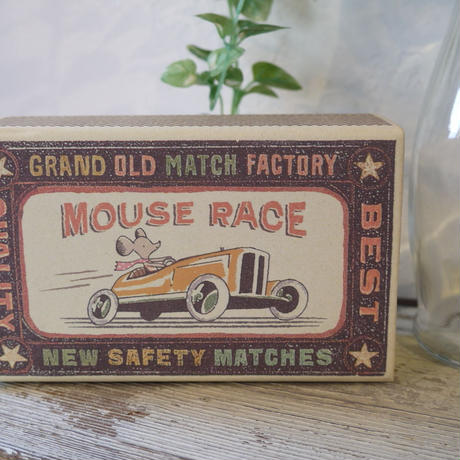 GRAND OLD MATCH FACTORY
MOUSE RACE
QUALITY
BEST
NEW SAFETY MATCHES